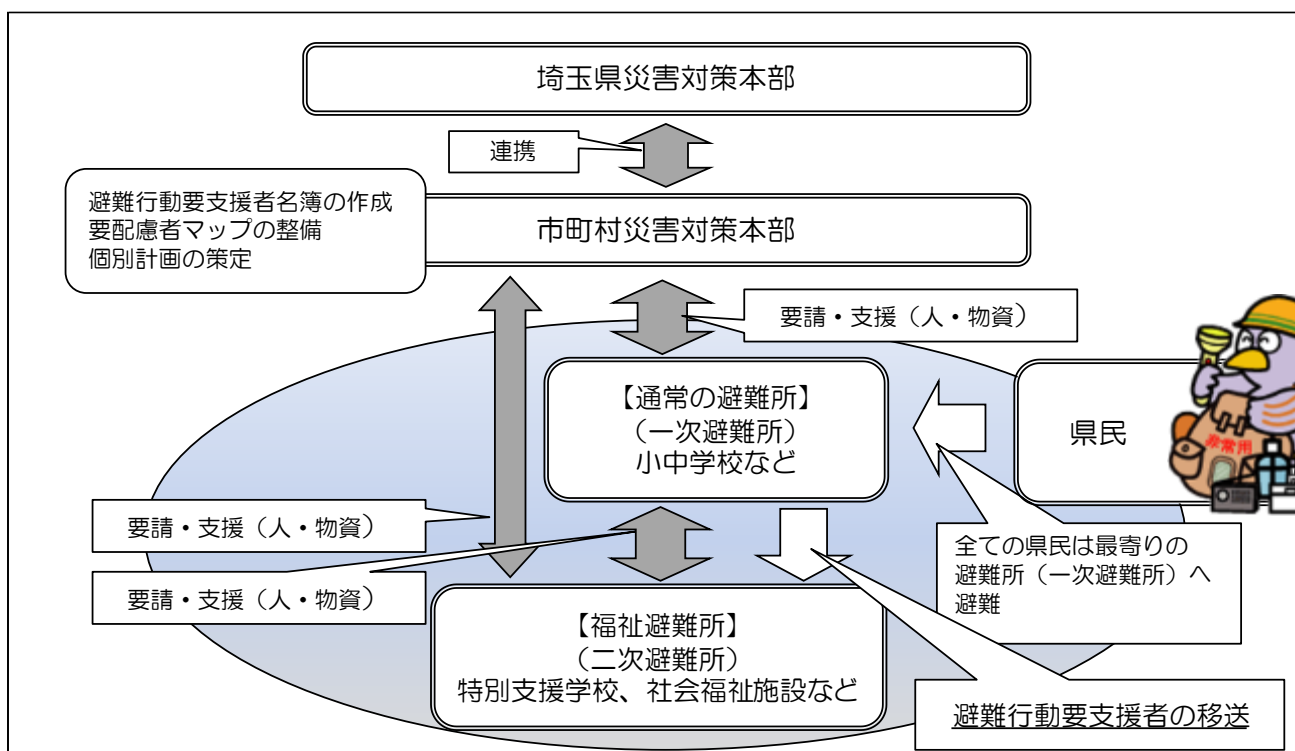 埼玉県災害対策本部
連携
避難行動要支援者名簿の作成
要配慮者マップの整備
個別計画の策定
市町村災害対策本部
要請・支援（人・物資）
【通常の避難所】
（一次避難所）
小中学校など
県民
非常用
要請・支援（人・物資）
要請・支援（人・物資）
全ての県民は最寄りの
避難所（一次避難所）へ
避難
【福祉避難所】
（二次避難所）
特別支援学校、社会福祉施設など
避難行動要支援者の移送